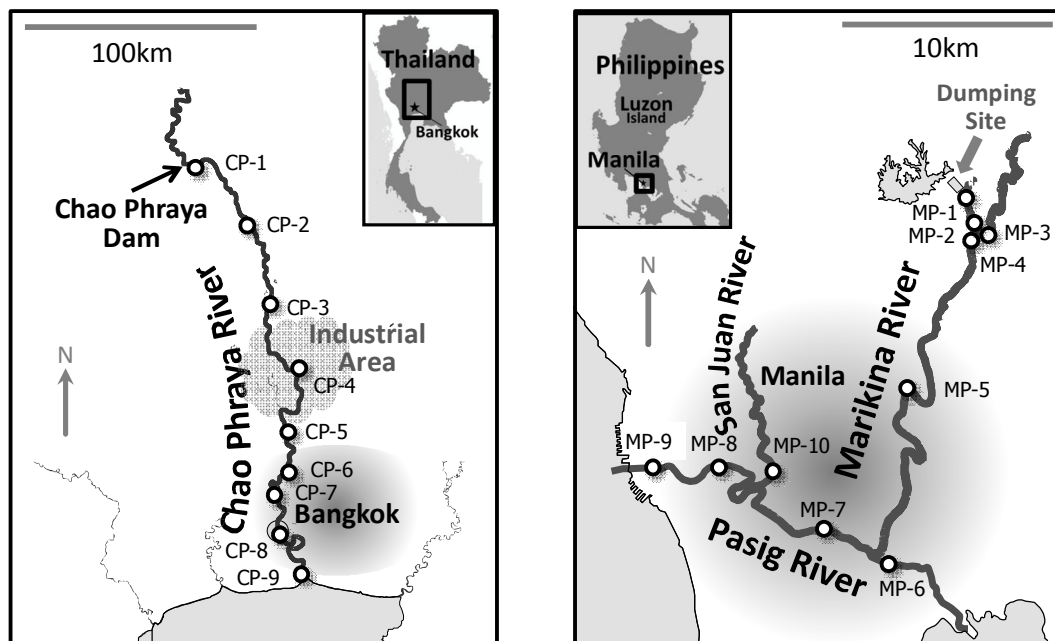 100km
Thailand
Bangkok
CP-1
Chao Phraya
Dam
CP-2
Chao Phraya River
CP-3
Industrial
Area
CP-4
N
CP-5
CP-6
CP-7
Bangkok
CP-8
CP-9
10km
Philippines
Luzon
Island
Manila
Dumping
Site
MP-1
MP-2
MP-3
MP-4
N
San Juan River
Marikina River
Manila
MP-5
MP-9
MP-8
MP-10
MP-7
Pasig River
MP-6